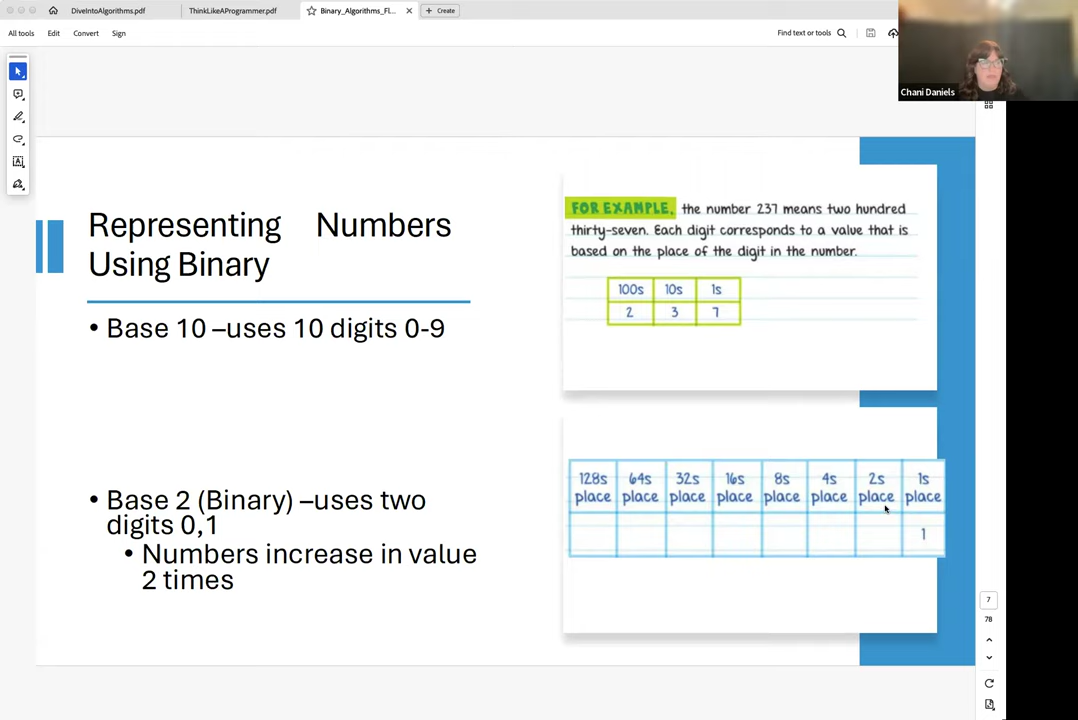 DiveIntoAlgorithms.pdf ThinkLikeAProgrammer.pdf Binary_Algorithms_Fl... Create
All tools Edit Convert Sign Find text or tools
Chani Daniels
Representing Numbers
Using Binary
• Base 10 –uses 10 digits 0-9
• Base 2 (Binary) –uses two
digits 0,1
• Numbers increase in value
2 times
FOR EXAMPLE, the number 237 means two hundred
thirty-seven. Each digit corresponds to a value that is
based on the place of the digit in the number.
100s 10s 1s
2 3 7
128s 64s 32s 16s 8s 4s 2s 1s
place place place place place place place place
1
7
78